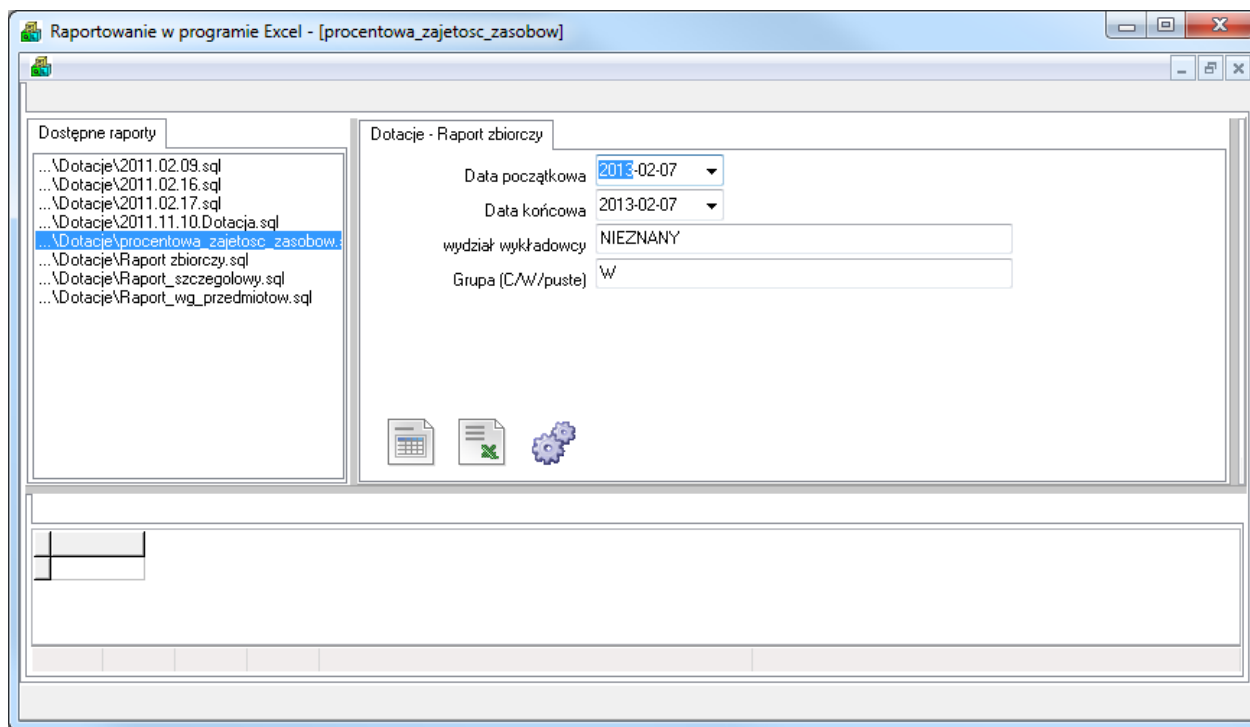 Raportowanie w programie Excel - [procentowa_zajetosc_zasobow]
Dostępne raporty
...\Dotacje\2011.02.09.sql
...\Dotacje\2011.02.16.sql
...\Dotacje\2011.02.17.sql
...\Dotacje\2011.11.10.Dotacja.sql
...\Dotacje\procentowa_zajetosc_zasobow.s
...\Dotacje\Raport zbiorczy.sql
...\Dotacje\Raport_szczegolowy.sql
...\Dotacje\Raport_wg_przedmiotow.sql
Dotacje - Raport zbiorczy
Data początkowa 2013-02-07
Data końcowa 2013-02-07
wydział wykładowcy NIEZNANY
Grupa (C/W/puste) W